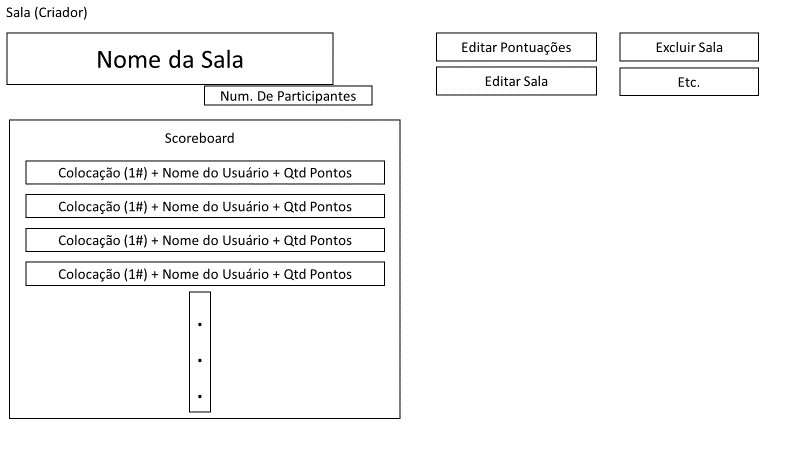 Sala (Criador)
Nome da Sala
Num. De Participantes
Editar Pontuações
Excluir Sala
Editar Sala
Etc.
Scoreboard
Colocação (1#) + Nome do Usuário + Qtd Pontos
Colocação (1#) + Nome do Usuário + Qtd Pontos
Colocação (1#) + Nome do Usuário + Qtd Pontos
Colocação (1#) + Nome do Usuário + Qtd Pontos